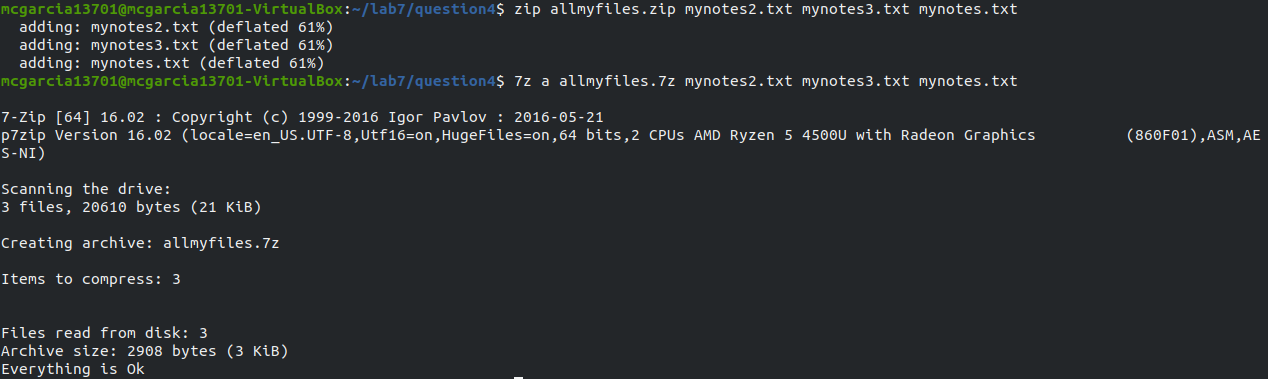 mcgarcia13701@mcgarcia13701-VirtualBox:~/lab7/question4$ zip allmyfiles.zip mynotes2.txt mynotes3.txt mynotes.txt
  adding: mynotes2.txt (deflated 61%)
  adding: mynotes3.txt (deflated 61%)
  adding: mynotes.txt (deflated 61%)
mcgarcia13701@mcgarcia13701-VirtualBox:~/lab7/question4$ 7z a allmyfiles.7z mynotes2.txt mynotes3.txt mynotes.txt

7-Zip [64] 16.02 : Copyright (c) 1999-2016 Igor Pavlov : 2016-05-21
p7zip Version 16.02 (locale=en_US.UTF-8,Utf16=on,HugeFiles=on,64 bits,2 CPUs AMD Ryzen 5 4500U with Radeon Graphics          (860F01),ASM,AE
S-NI)

Scanning the drive:
3 files, 20610 bytes (21 KiB)

Creating archive: allmyfiles.7z

Items to compress: 3


Files read from disk: 3
Archive size: 2908 bytes (3 KiB)
Everything is Ok